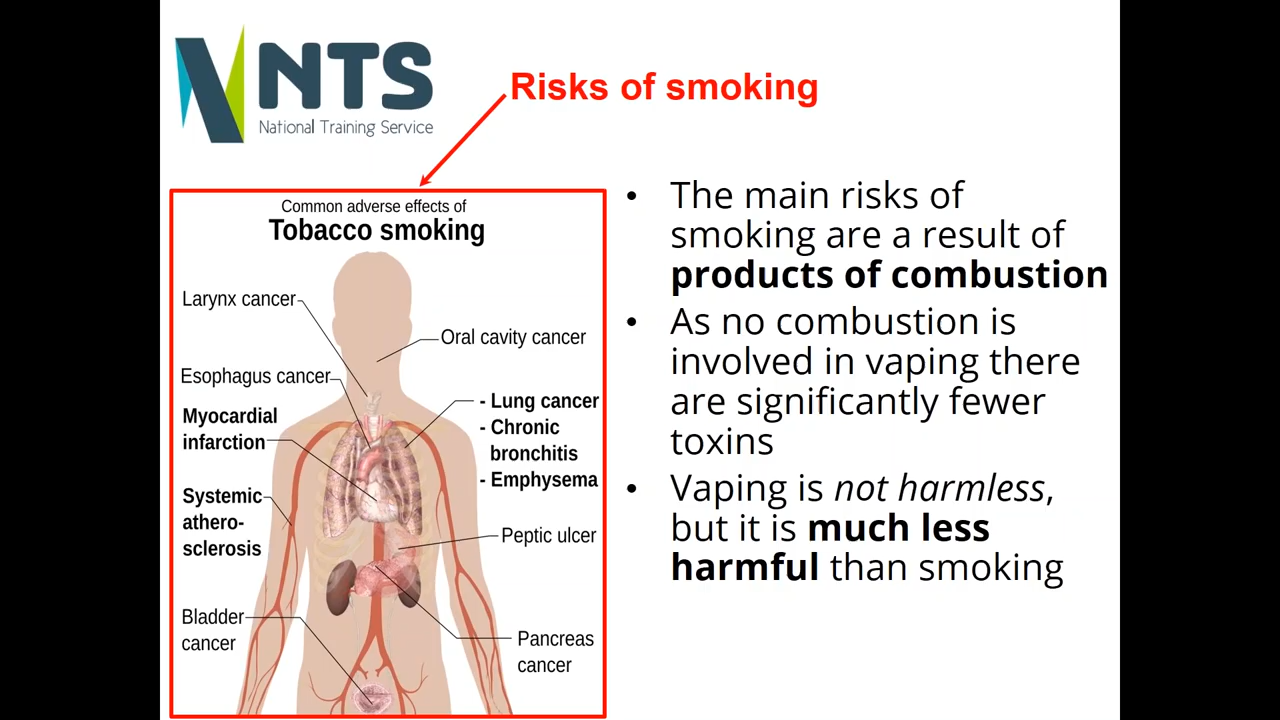 NTS
National Training Service
Risks of smoking
Common adverse effects of
Tobacco smoking
Larynx cancer
Oral cavity cancer
Esophagus cancer
Myocardial
infarction
- Lung cancer
- Chronic
bronchitis
- Emphysema
Systemic
athero-
sclerosis
Peptic ulcer
Bladder
cancer
Pancreas
cancer
• The main risks of
smoking are a result of
products of combustion
• As no combustion is
involved in vaping there
are significantly fewer
toxins
• Vaping is not harmless,
but it is much less
harmful than smoking